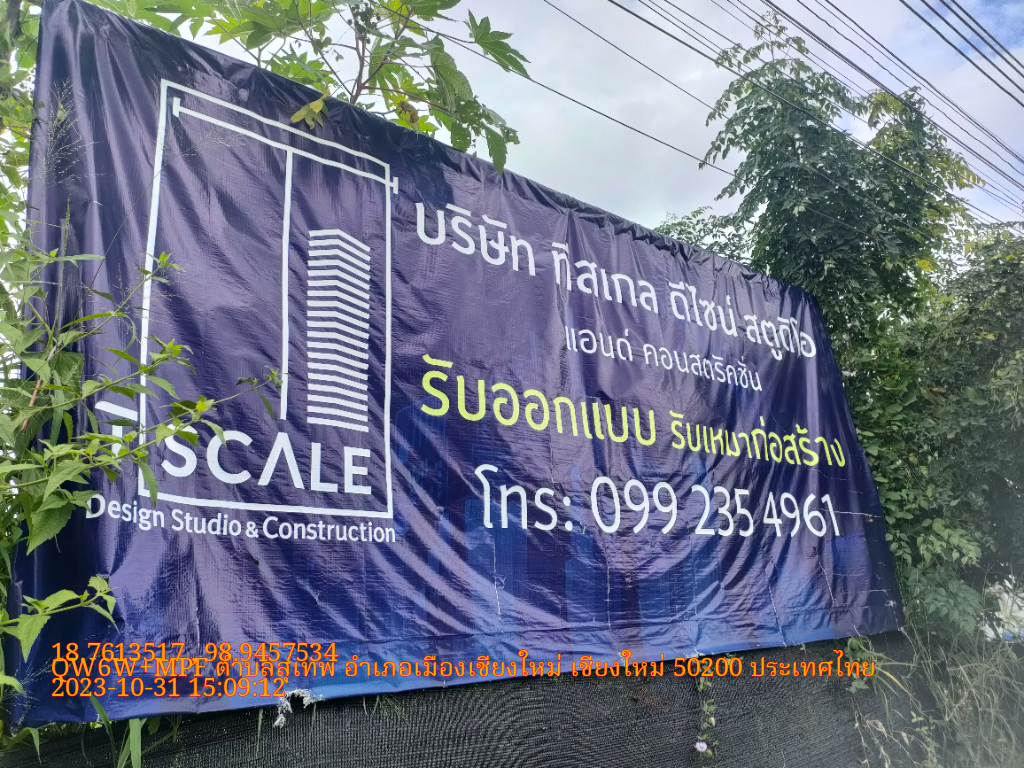 T SCALE
Design Studio & Construction
บริษัท ทีสเกล ดีไซน์ สตูดิโอ
แอนด์ คอนสตรัคชั่น
รับออกแบบ รับเหมาก่อสร้าง
โทร: 099 235 4961
18.7613517, 98.9457534
QW6W+MPF ตำบลสุเทพ อำเภอเมืองเชียงใหม่ เชียงใหม่ 50200 ประเทศไทย
2023-10-31 15:09:12